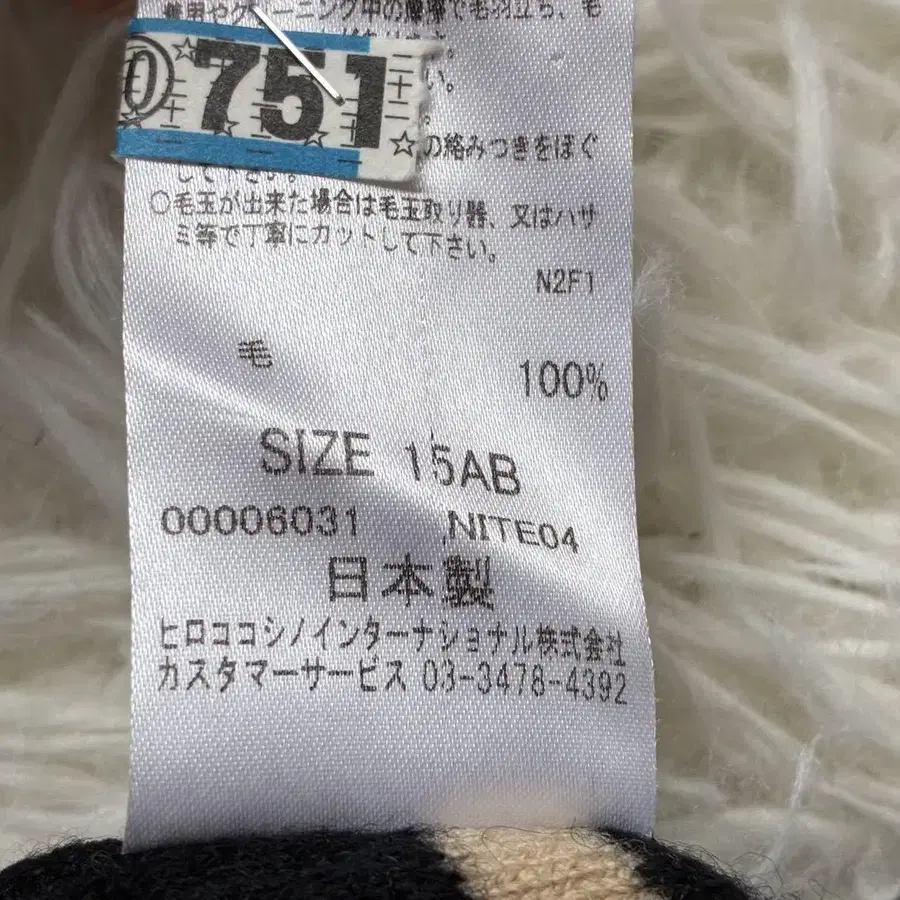 着用やクリーニング中の摩擦で毛羽立ち、毛
751
の絡みつきをほぐ
して下さい。
○毛玉が出来た場合は毛玉取り器、又はハサ
ミ等で丁寧にカットして下さい。
N2F1
毛 100%
SIZE 15AB
00006031 NITE04
日本製
ヒロココシノインターナショナル株式会社
カスタマーサービス 03-3478-4392